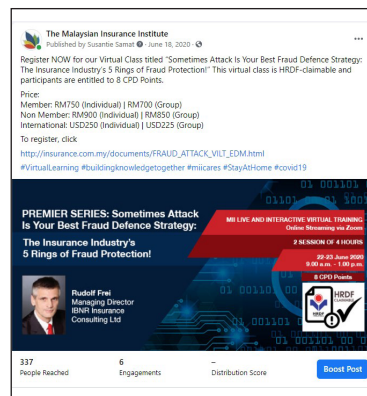 The Malaysian Insurance Institute
Published by Susantie Samat · June 18, 2020 ·
Register NOW for our Virtual Class titled "Sometimes Attack Is Your Best Fraud Defence Strategy:
The Insurance Industry's 5 Rings of Fraud Protection!" This virtual class is HRDF-claimable and
participants are entitled to 8 CPD Points.
Price:
Member: RM750 (Individual) | RM700 (Group)
Non Member: RM900 (Individual) | RM850 (Group)
International: USD250 (Individual) | USD225 (Group)
To register, click
http://insurance.com.my/documents/FRAUD_ATTACK_VILT_EDM.html
#VirtualLearning #buildingknowledgetogether #miicares #StayAtHome #covid19
PREMIER SERIES: Sometimes Attack
Is Your Best Fraud Defence Strategy:
The Insurance Industry's
5 Rings of Fraud Protection!
MII LIVE AND INTERACTIVE VIRTUAL TRAINING
Online Streaming via Zoom
2 SESSION OF 4 HOURS
22-23 June 2020
9.00 a.m. - 1.00 p.m.
8 CPD Points
HRDF
Rudolf Frei
Managing Director
IBNR Insurance
Consulting Ltd
337
People Reached
6
Engagements
–
Distribution Score
Boost Post